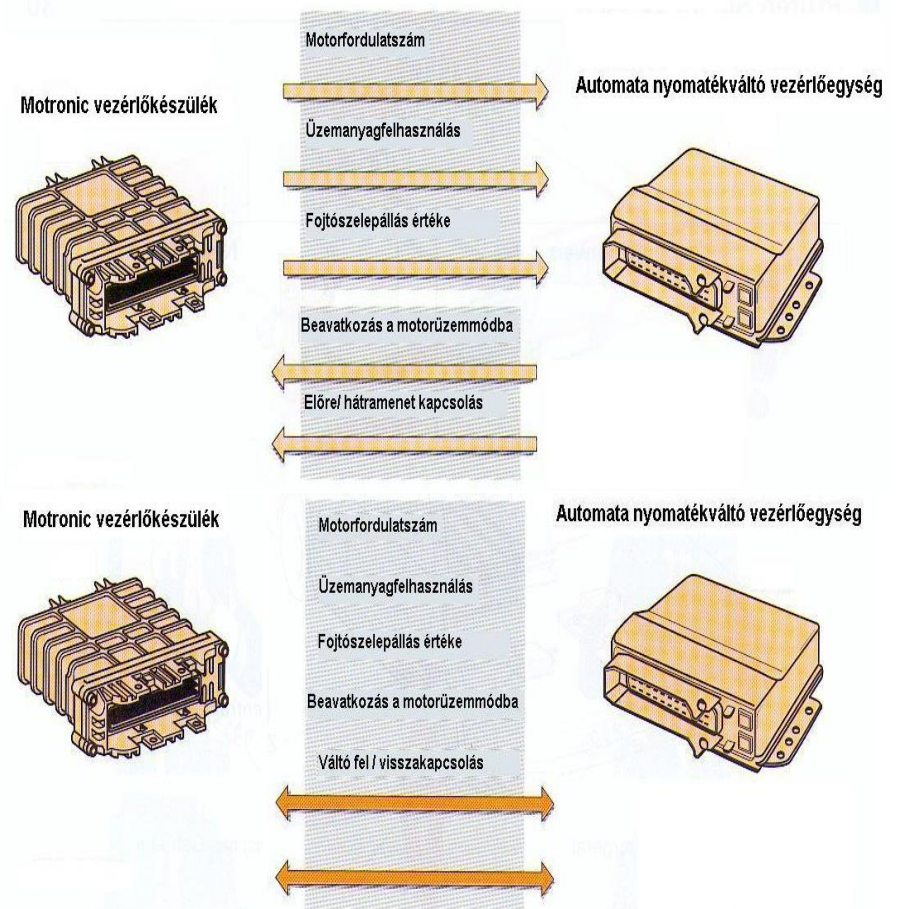 Motorfordulatszám
Motronic vezérlőkészülék
Automata nyomatékváltó vezérlőegység
Üzemanyagfelhasználás
Fojtószelepállás értéke
Beavatkozás a motorüzemmódba
Előre/ hátramenet kapcsolás
Motronic vezérlőkészülék
Automata nyomatékváltó vezérlőegység
Motorfordulatszám
Üzemanyagfelhasználás
Fojtószelepállás értéke
Beavatkozás a motorüzemmódba
Váltó fel / visszakapcsolás